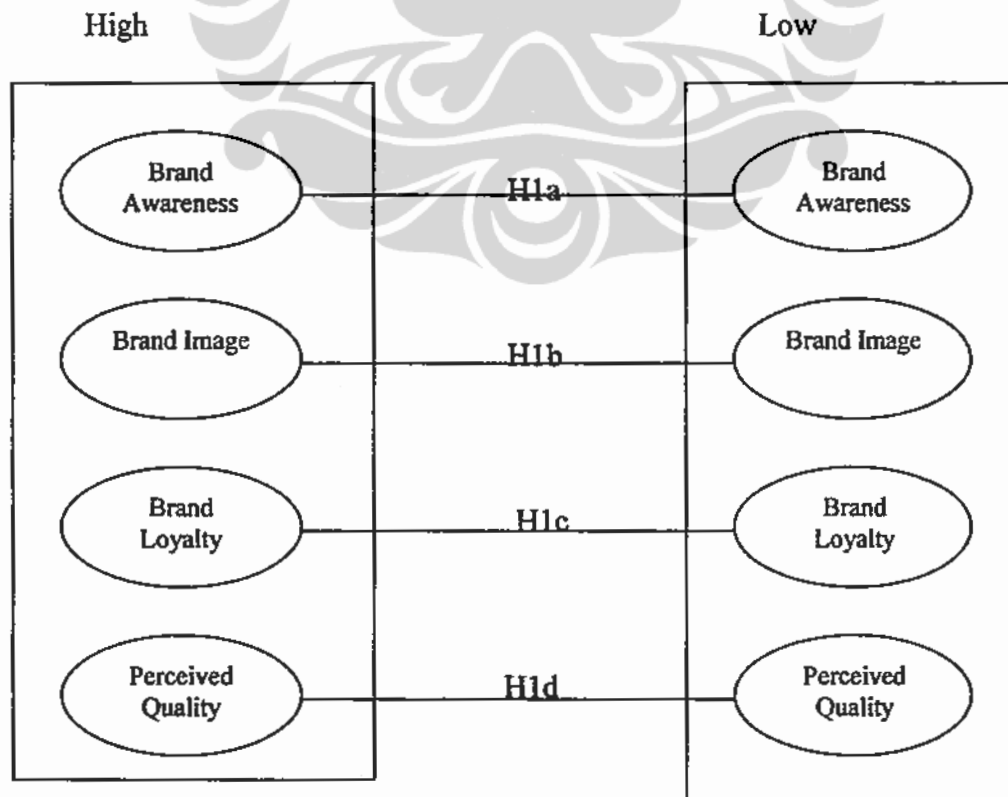 High
Low
Brand
Awareness
H1a
Brand
Awareness
Brand Image
H1b
Brand Image
Brand
Loyalty
H1c
Brand
Loyalty
Perceived
Quality
H1d
Perceived
Quality